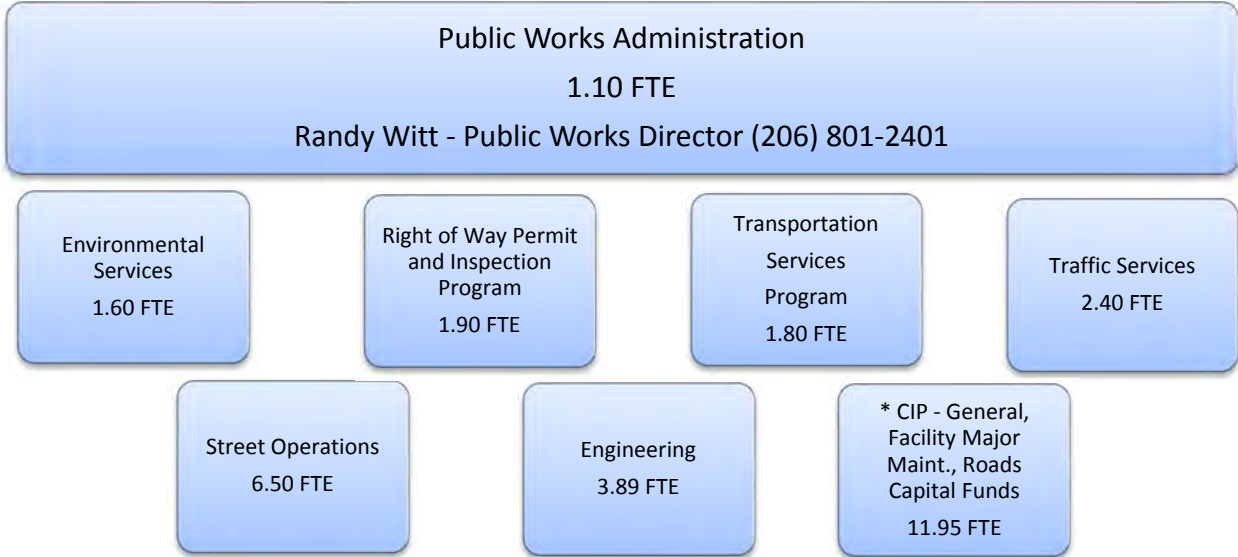 Public Works Administration
1.10 FTE
Randy Witt - Public Works Director (206) 801-2401
Environmental
Services
1.60 FTE
Right of Way Permit
and Inspection
Program
1.90 FTE
Transportation
Services
Program
1.80 FTE
Traffic Services
2.40 FTE
Street Operations
6.50 FTE
Engineering
3.89 FTE
* CIP - General,
Facility Major
Maint., Roads
Capital Funds
11.95 FTE